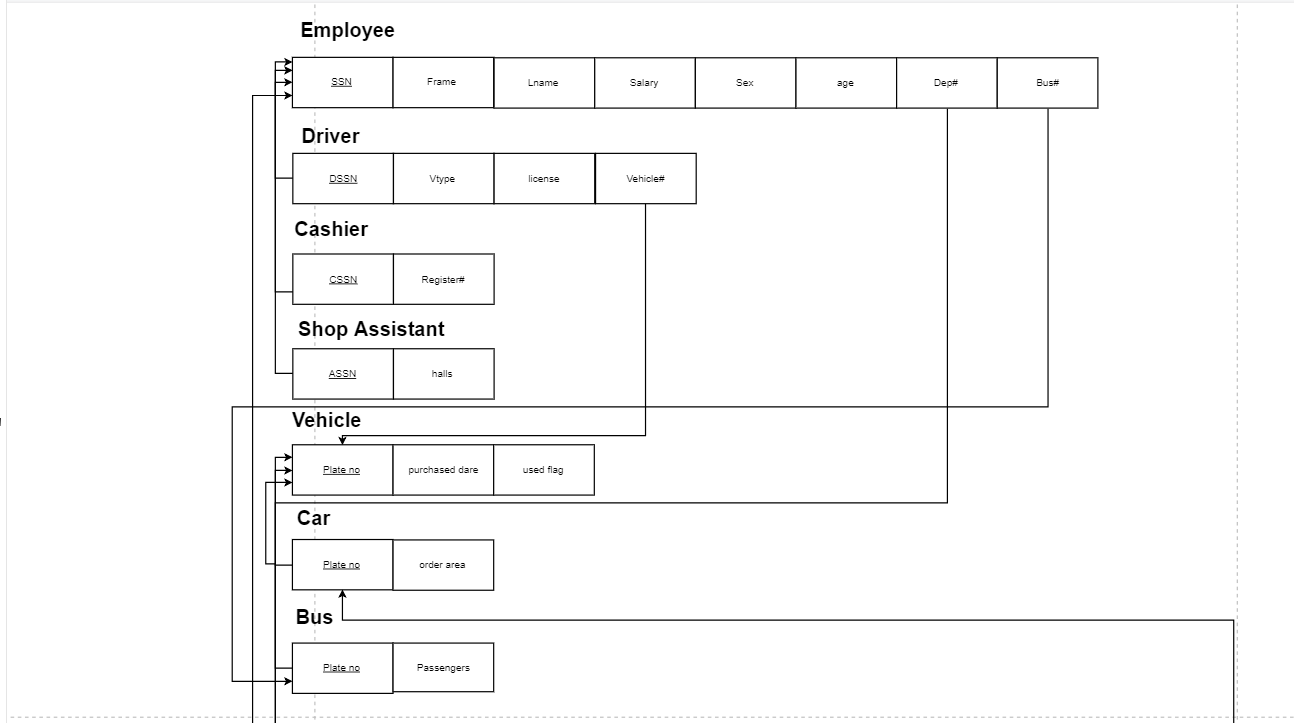 Employee
SSN Frame Lname Salary Sex age Dep# Bus#
Driver
DSSN Vtype license Vehicle#
Cashier
CSSN Register#
Shop Assistant
ASSN halls
Vehicle
Plate no purchased dare used flag
Car
Plate no order area
Bus
Plate no Passengers